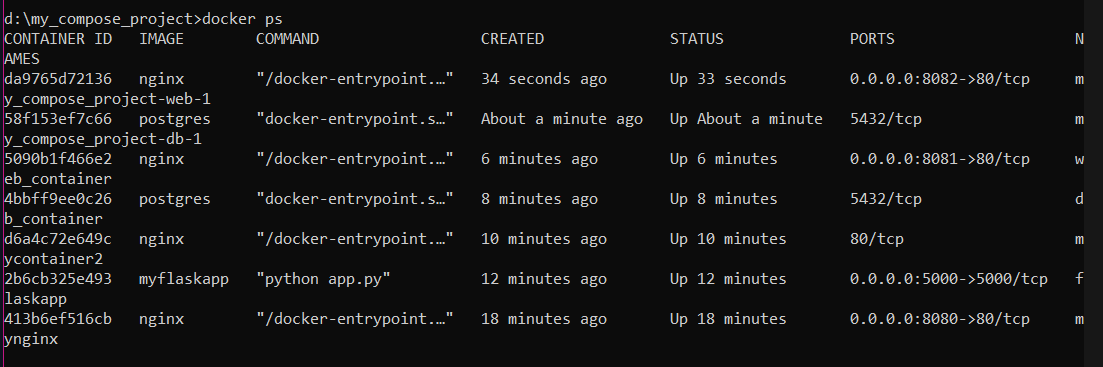 d:\my_compose_project>docker ps
CONTAINER ID   IMAGE        COMMAND                  CREATED              STATUS              PORTS                    N
AMES
da9765d72136   nginx        "/docker-entrypoint.…"   34 seconds ago       Up 33 seconds       0.0.0.0:8082->80/tcp     m
y_compose_project-web-1
58f153ef7c66   postgres     "docker-entrypoint.s…"   About a minute ago   Up About a minute   5432/tcp                 m
y_compose_project-db-1
5090b1f466e2   nginx        "/docker-entrypoint.…"   6 minutes ago        Up 6 minutes        0.0.0.0:8081->80/tcp     w
eb_container
4bbff9ee0c26   postgres     "docker-entrypoint.s…"   8 minutes ago        Up 8 minutes        5432/tcp                 d
b_container
d6a4c72e649c   nginx        "/docker-entrypoint.…"   10 minutes ago       Up 10 minutes       80/tcp                   m
ycontainer2
2b6cb325e493   myflaskapp   "python app.py"          12 minutes ago       Up 12 minutes       0.0.0.0:5000->5000/tcp   f
laskapp
413b6ef516cb   nginx        "/docker-entrypoint.…"   18 minutes ago       Up 18 minutes       0.0.0.0:8080->80/tcp     m
ynginx